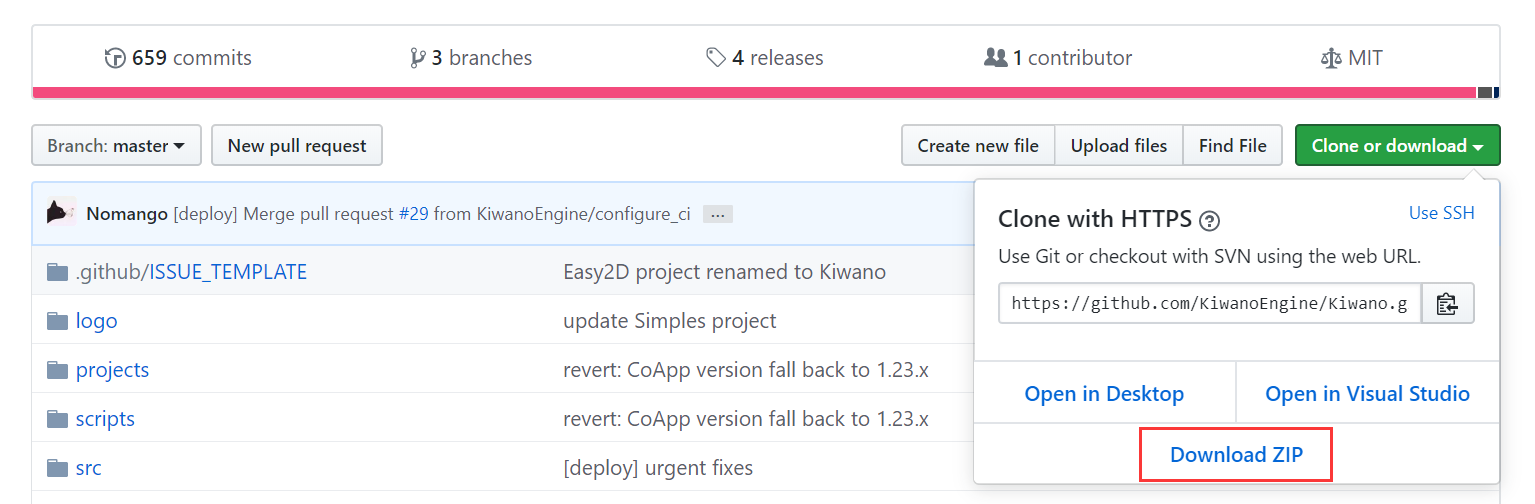 659 commits
3 branches
4 releases
1 contributor
MIT
Branch: master
New pull request
Create new file
Upload files
Find File
Clone or download
Nomango [deploy] Merge pull request #29 from KiwanoEngine/configure_ci ...
Clone with HTTPS ?
Use SSH
Use Git or checkout with SVN using the web URL.
https://github.com/KiwanoEngine/Kiwano.g
Open in Desktop
Open in Visual Studio
Download ZIP
.github/ISSUE_TEMPLATE
Easy2D project renamed to Kiwano
logo
update Simples project
projects
revert: CoApp version fall back to 1.23.x
scripts
revert: CoApp version fall back to 1.23.x
src
[deploy] urgent fixes